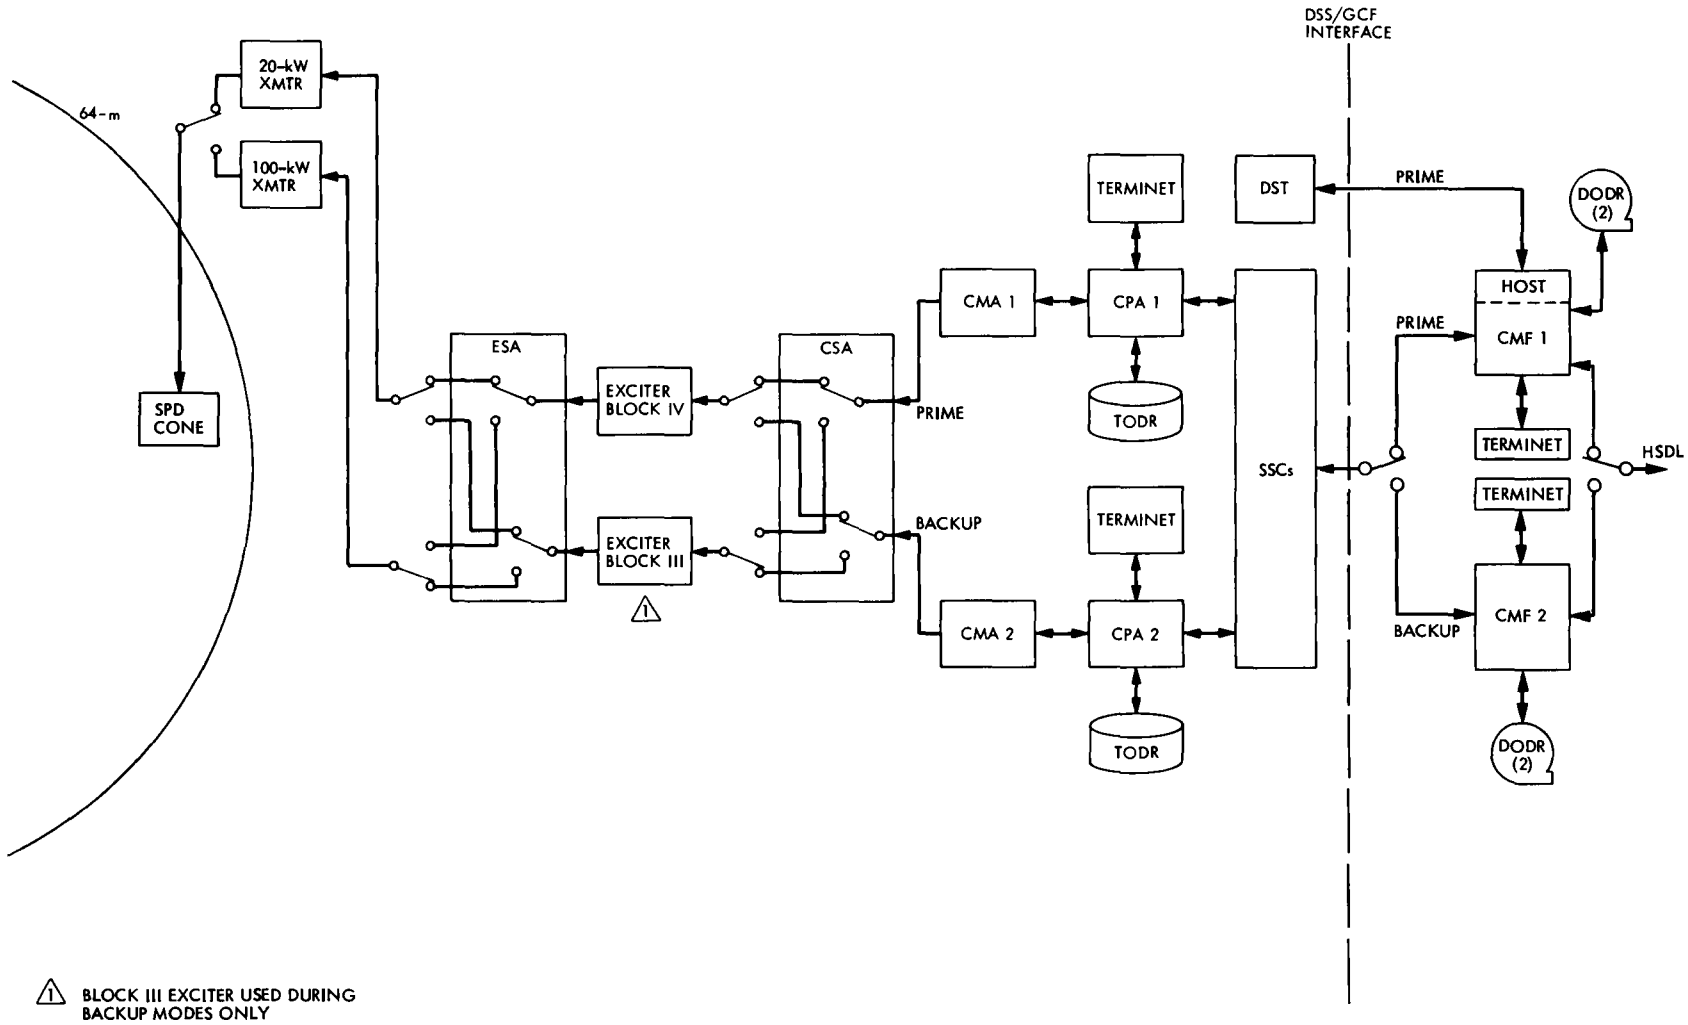 DSS/GCF
INTERFACE
64-m
20-kW
XMTR
100-kW
XMTR
SPD
CONE
ESA
EXCITER
BLOCK IV
EXCITER
BLOCK III
1
CSA
PRIME
BACKUP
CMA 1
CMA 2
TERMINET
CPA 1
TODR
TERMINET
CPA 2
TODR
DST
SSCs
PRIME
DODR
(2)
HOST
CMF 1
PRIME
TERMINET
HSDL
TERMINET
CMF 2
BACKUP
DODR
(2)
1 BLOCK III EXCITER USED DURING
BACKUP MODES ONLY